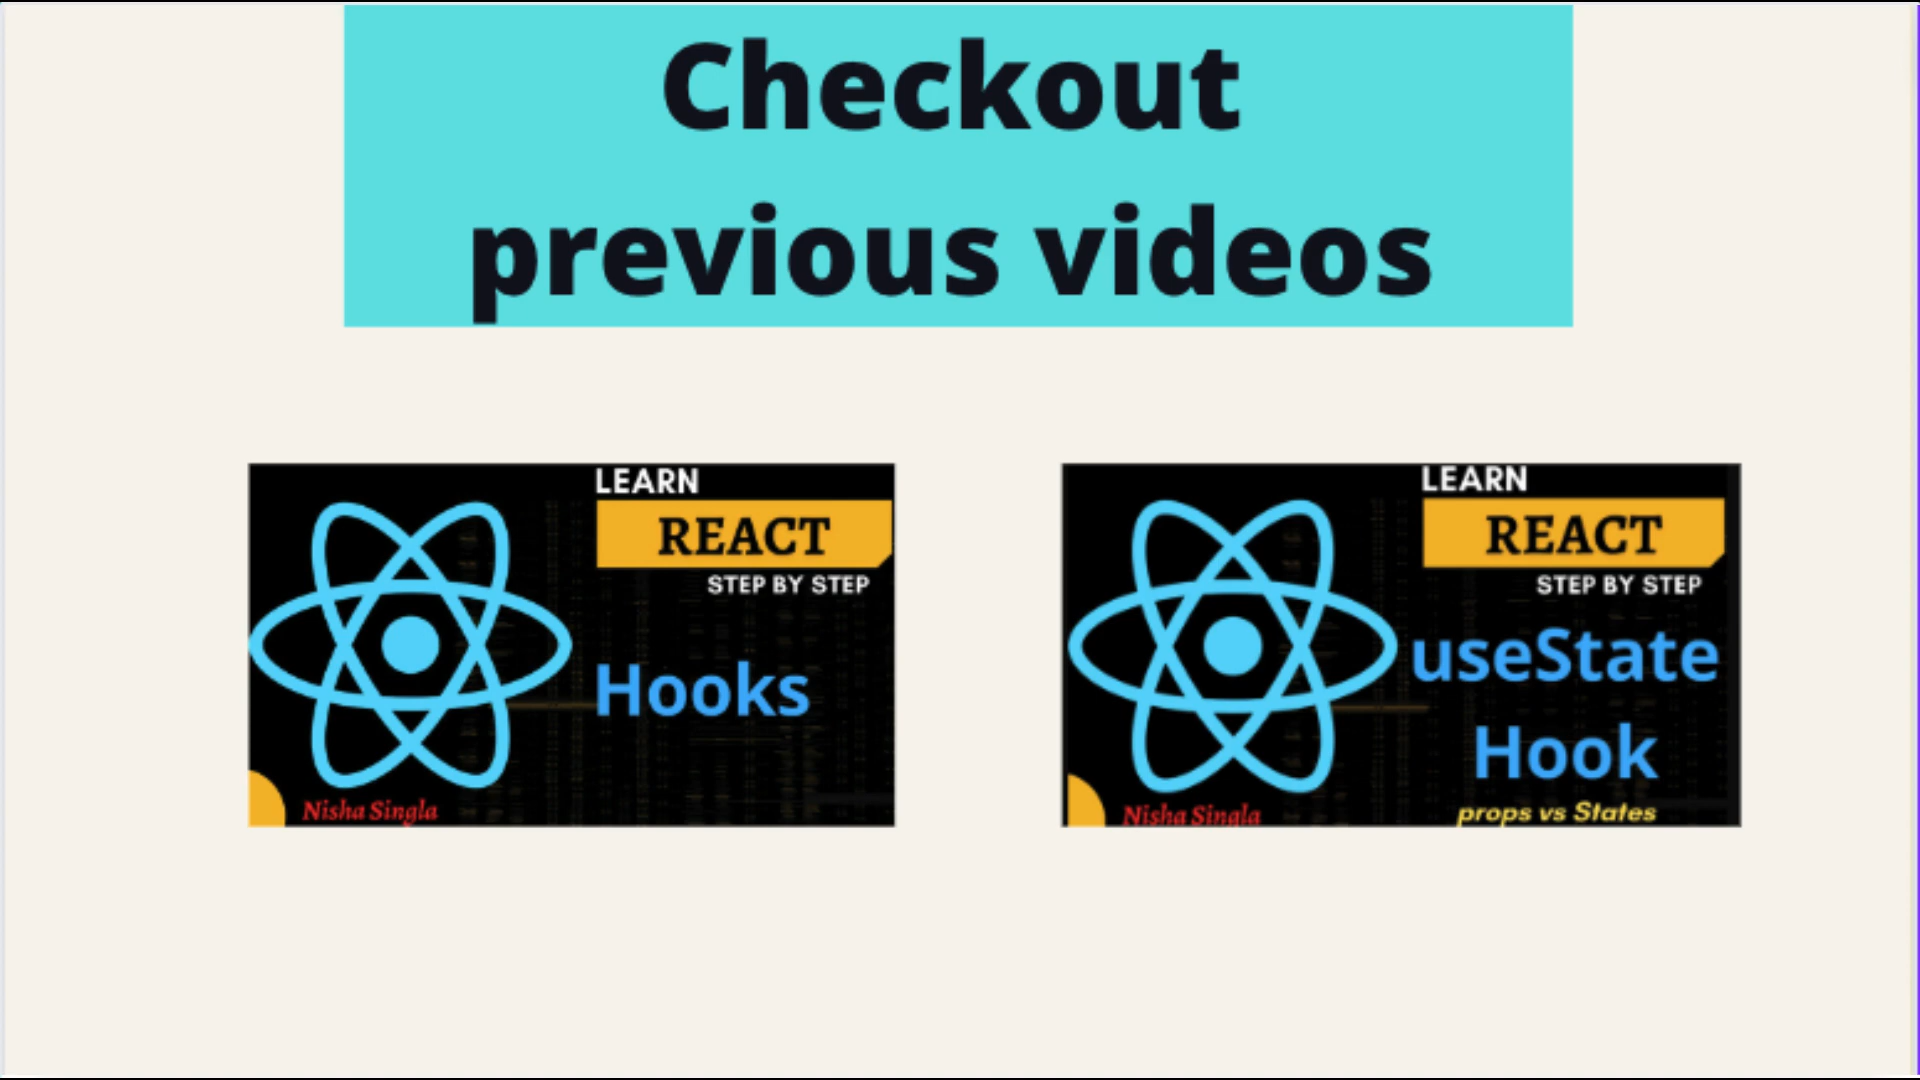 Checkout
previous videos
LEARN
REACT
STEP BY STEP
Hooks
Nisha Singla
LEARN
REACT
STEP BY STEP
useState
Hook
Nisha Singla
props vs States